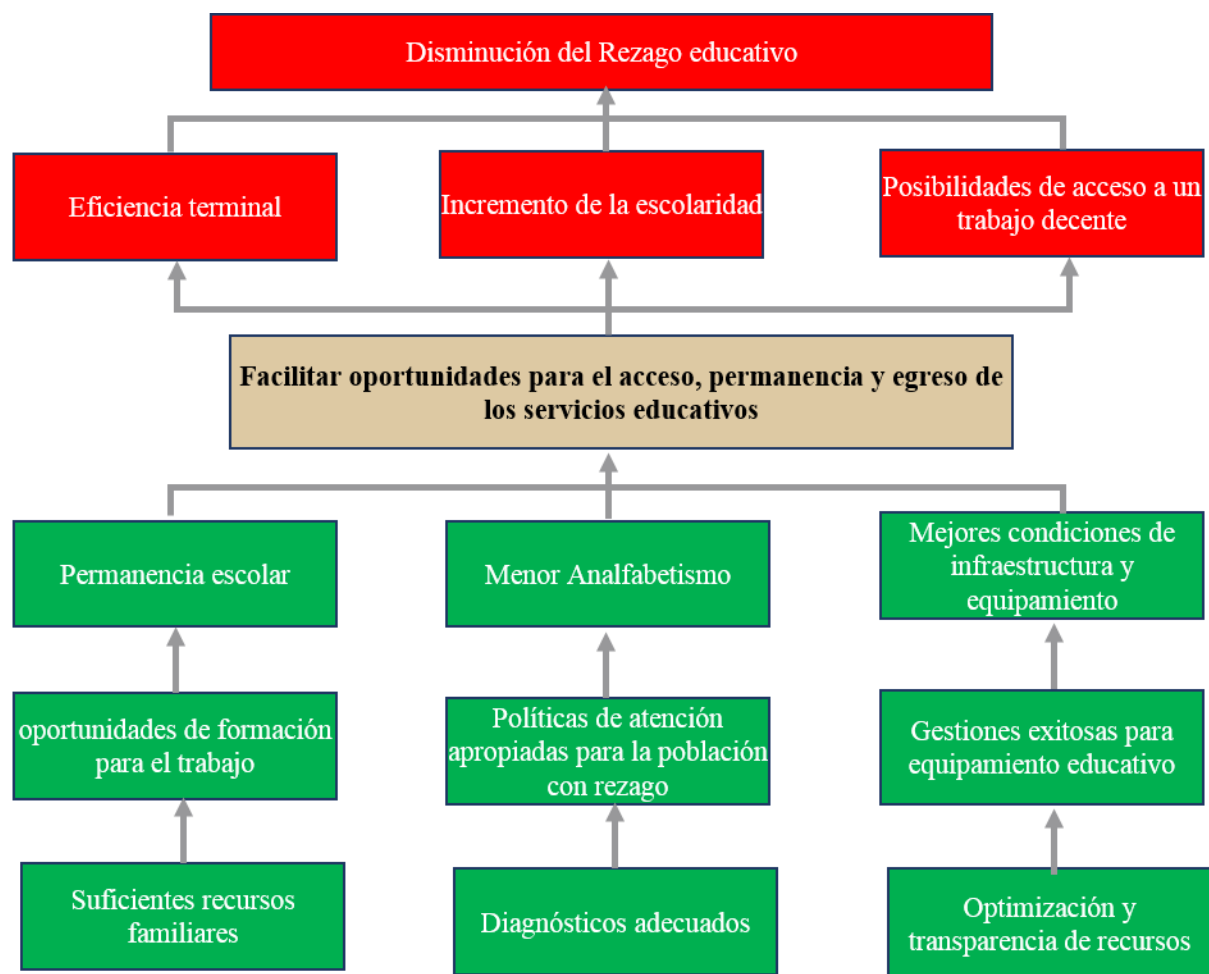 Disminución del Rezago educativo
Eficiencia terminal
Incremento de la escolaridad
Posibilidades de acceso a un
trabajo decente
Facilitar oportunidades para el acceso, permanencia y egreso de
los servicios educativos
Permanencia escolar
Menor Analfabetismo
Mejores condiciones de
infraestructura y
equipamiento
oportunidades de formación
para el trabajo
Políticas de atención
apropiadas para la población
con rezago
Gestiones exitosas para
equipamiento educativo
Suficientes recursos
familiares
Diagnósticos adecuados
Optimización y
transparencia de recursos